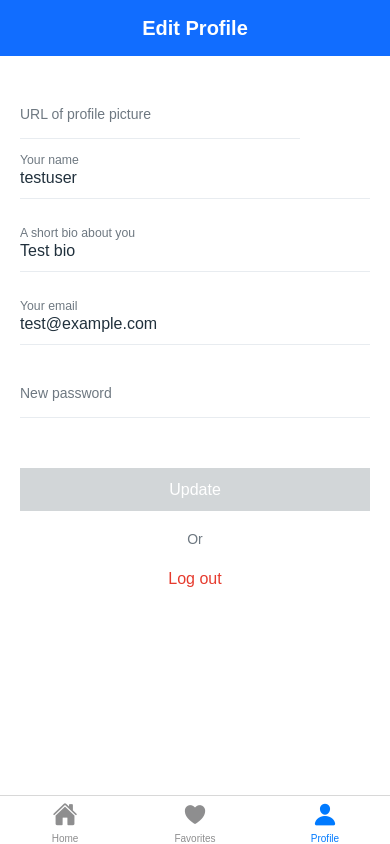 Edit Profile
URL of profile picture
Your name
testuser
A short bio about you
Test bio
Your email
test@example.com
New password
Update
Or
Log out
Home
Favorites
Profile